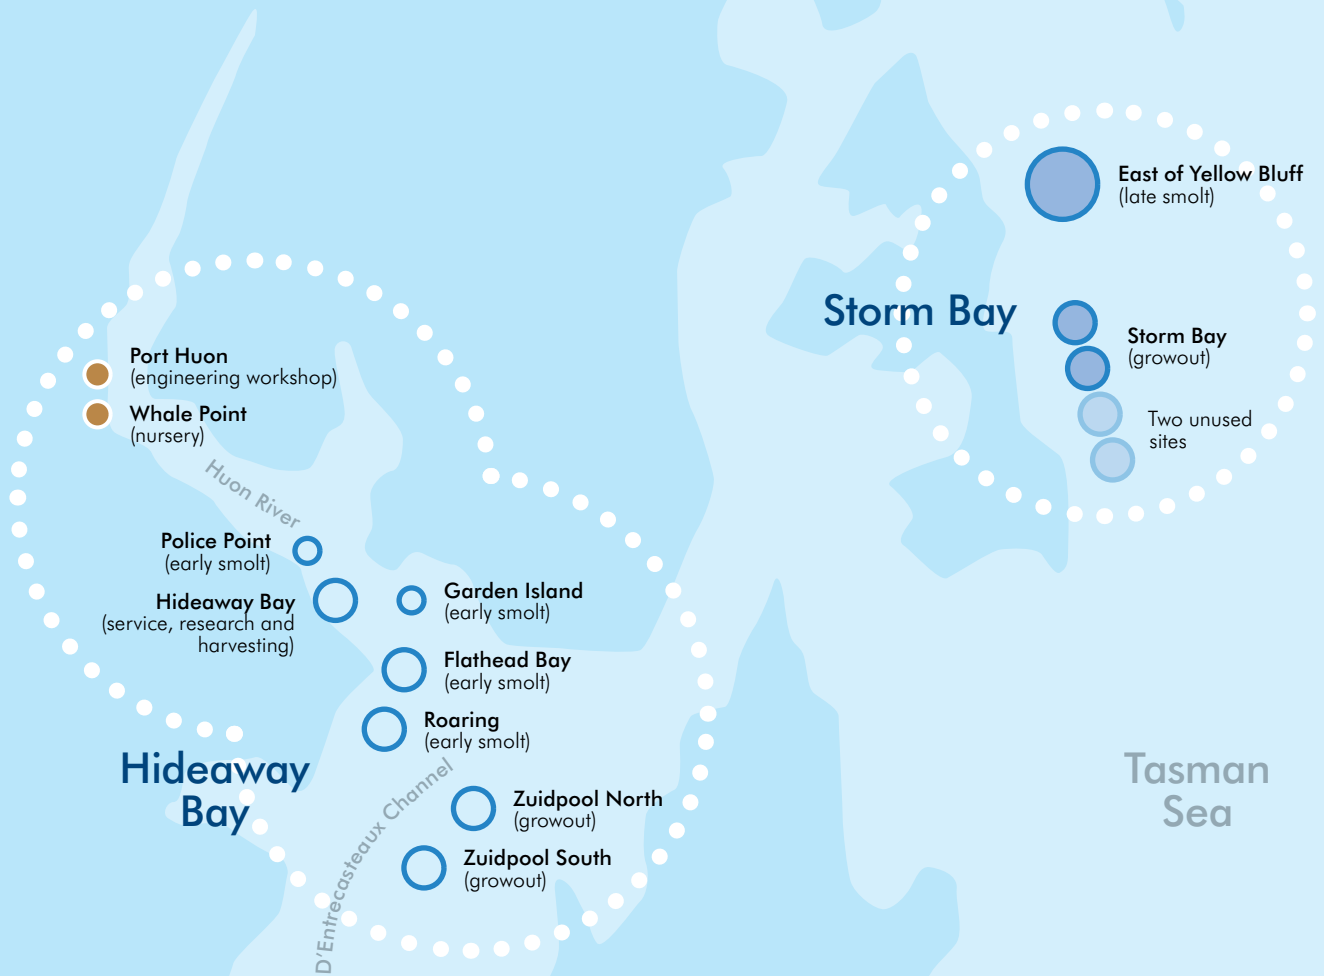 East of Yellow Bluff
(late smolt)
Storm Bay
Storm Bay
(growout)
Two unused
sites
Port Huon
(engineering workshop)
Whale Point
(nursery)
Huon River
Police Point
(early smolt)
Hideaway Bay
(service, research and
harvesting)
Garden Island
(early smolt)
Flathead Bay
(early smolt)
Roaring
(early smolt)
Hideaway
Bay
D'Entrecasteaux Channel
Zuidpool North
(growout)
Zuidpool South
(growout)
Tasman
Sea